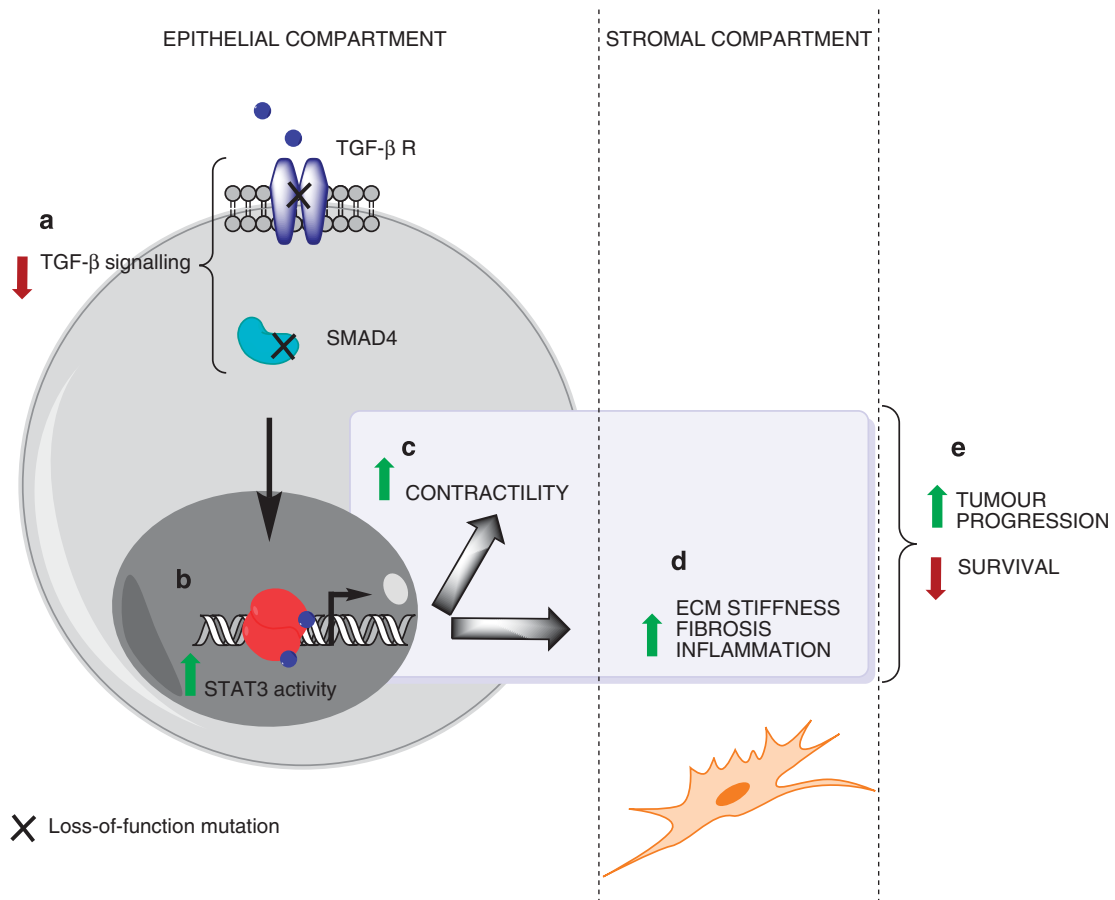 EPITHELIAL COMPARTMENT
STROMAL COMPARTMENT
TGF-β R
a
TGF-β signalling
SMAD4
c
CONTRACTILITY
e
TUMOUR
PROGRESSION
SURVIVAL
b
STAT3 activity
d
ECM STIFFNESS
FIBROSIS
INFLAMMATION
Loss-of-function mutation